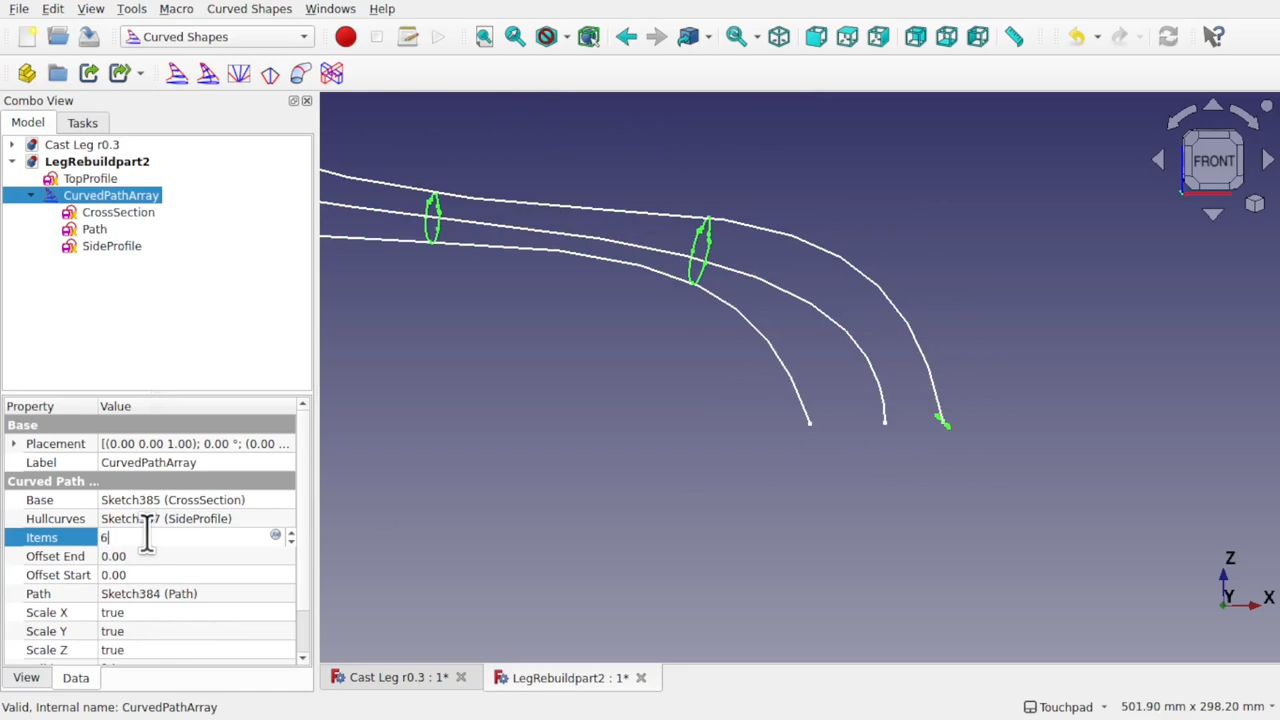 File Edit View Tools Macro Curved Shapes Windows Help
Curved Shapes
Combo View
Model Tasks
Cast Leg r0.3
LegRebuildpart2
TopProfile
CurvedPathArray
CrossSection
Path
SideProfile
FRONT
Property Value
Base
Placement [(0.00 0.00 1.00); 0.00 °; (0.00 ...
Label CurvedPathArray
Curved Path ...
Base Sketch385 (CrossSection)
Hullcurves (SideProfile)
Items 6
Offset End 0.00
Offset Start 0.00
Path Sketch384 (Path)
Scale X true
Scale Y true
Scale Z true
Z
Y X
View Data
Cast Leg r0.3 : 1* LegRebuildpart2 : 1*
Valid, Internal name: CurvedPathArray
Touchpad 501.90 mm x 298.20 mm